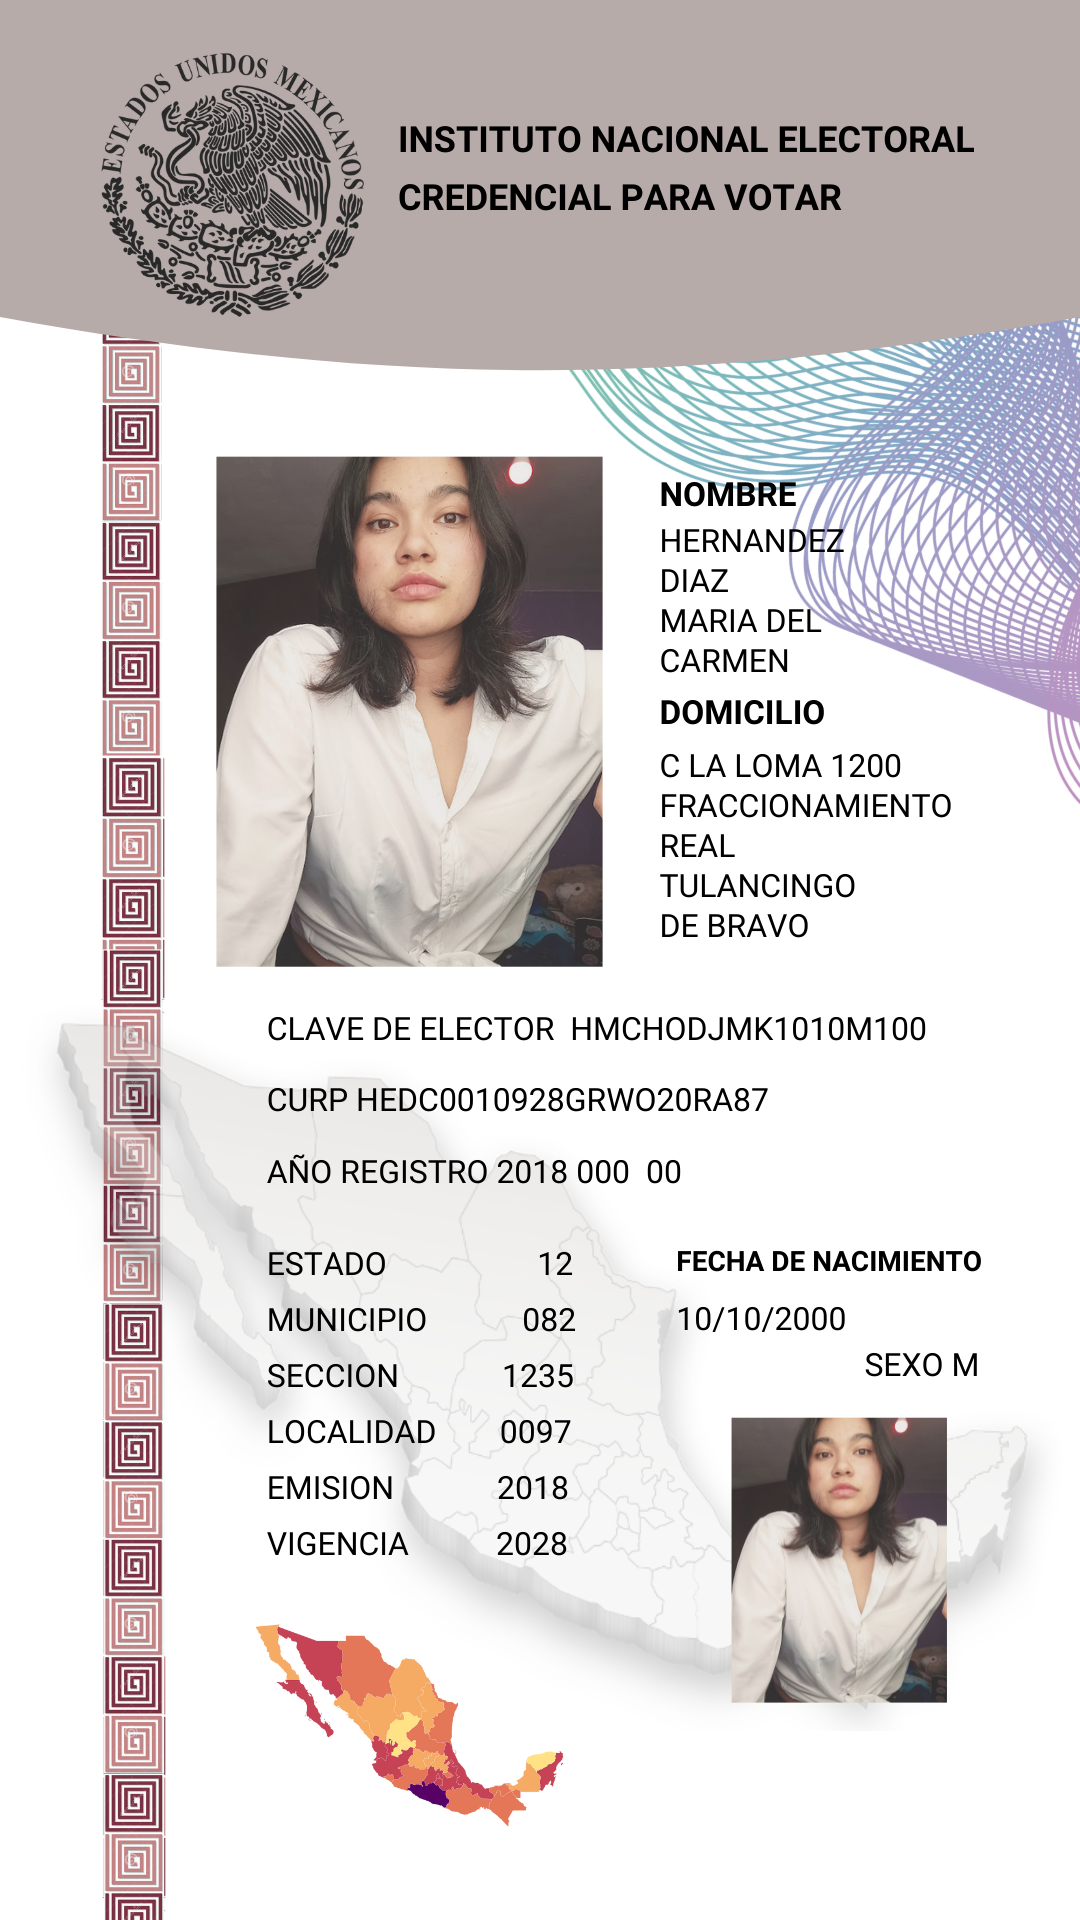 ESTADOS UNIDOS MEXICANOS
INSTITUTO NACIONAL ELECTORAL
CREDENCIAL PARA VOTAR
NOMBRE
HERNANDEZ
DIAZ
MARIA DEL
CARMEN
DOMICILIO
C LA LOMA 1200
FRACCIONAMIENTO
REAL
TULANCINGO
DE BRAVO
CLAVE DE ELECTOR HMCHODJMK1010M100
CURP HEDC0010928GRWO20RA87
AÑO REGISTRO 2018 000 00
ESTADO 12
MUNICIPIO 082
SECCION 1235
LOCALIDAD 0097
EMISION 2018
VIGENCIA 2028
FECHA DE NACIMIENTO
10/10/2000
SEXO M